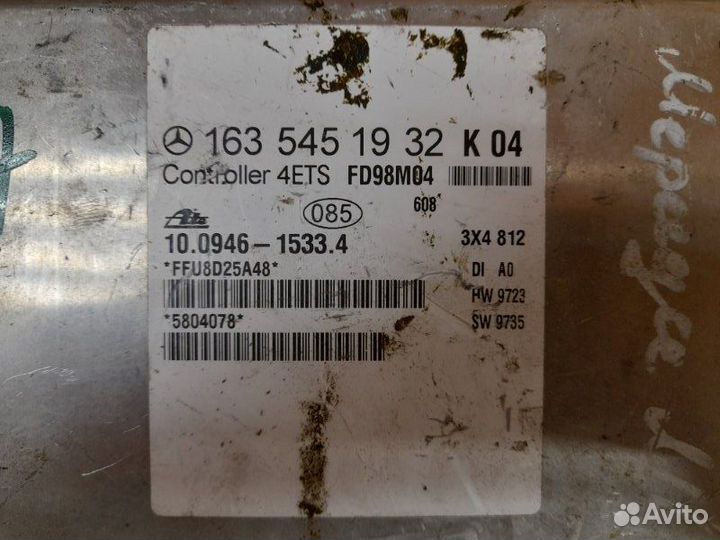 163 545 19 32 K 04
Controller 4ETS FD98M04
Ate 085 608
10.0946-1533.4 3X4 812
*FFU8D25A48* DI A0
HW 9723
*5804078* SW 9735
Мерседес
Avito